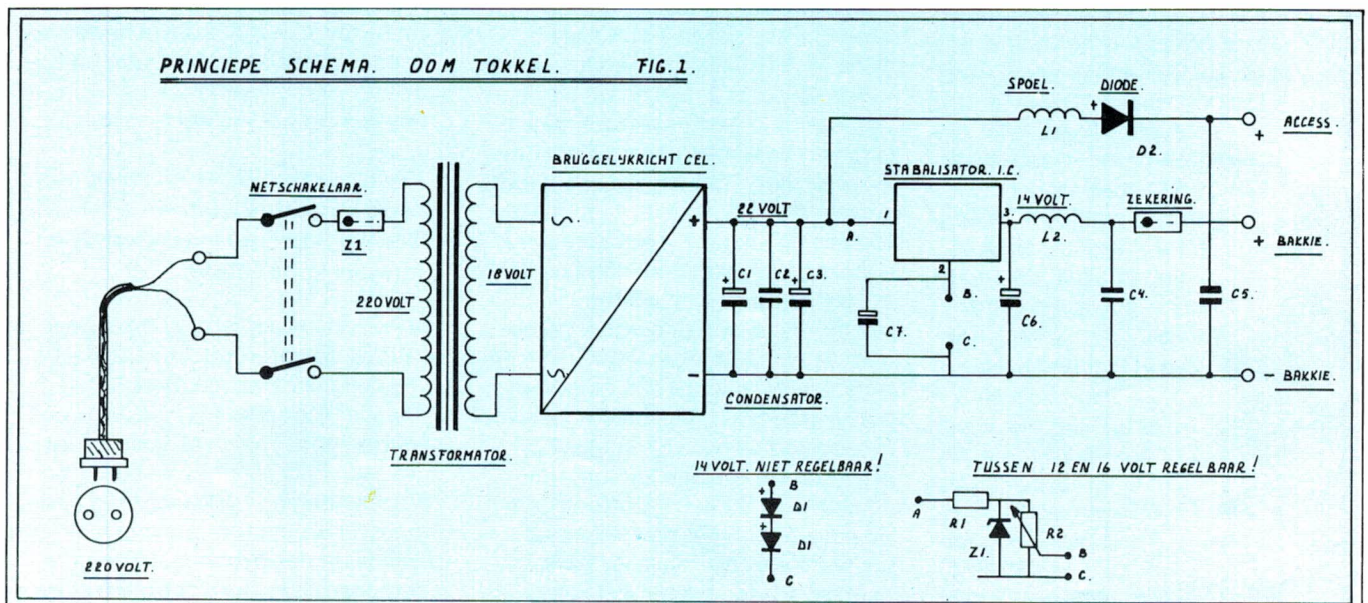 PRINCIEPE SCHEMA. OOM TOKKEL. FIG.1.
SPOEL. DIODE.
+
L1
D2.
+ ACCESS.
NETSCHAKELAAR.
Z1
220 VOLT
18 VOLT
TRANSFORMATOR.
BRUGGELIJKRICHT CEL.
+
-
22 VOLT
A.
+ C1 C2 + C3.
CONDENSATOR.
STABALISATOR. I.C.
1
3.
2
B.
C.
C7.
+
C6.
14 VOLT.
L2.
ZEKERING.
C4.
C5.
+ BAKKIE.
- BAKKIE.
220 VOLT.
14 VOLT. NIET REGELBAAR!
B
+
D1
+
D1
C
TUSSEN 12 EN 16 VOLT REGELBAAR!
A
R1
Z1.
R2
B
C.